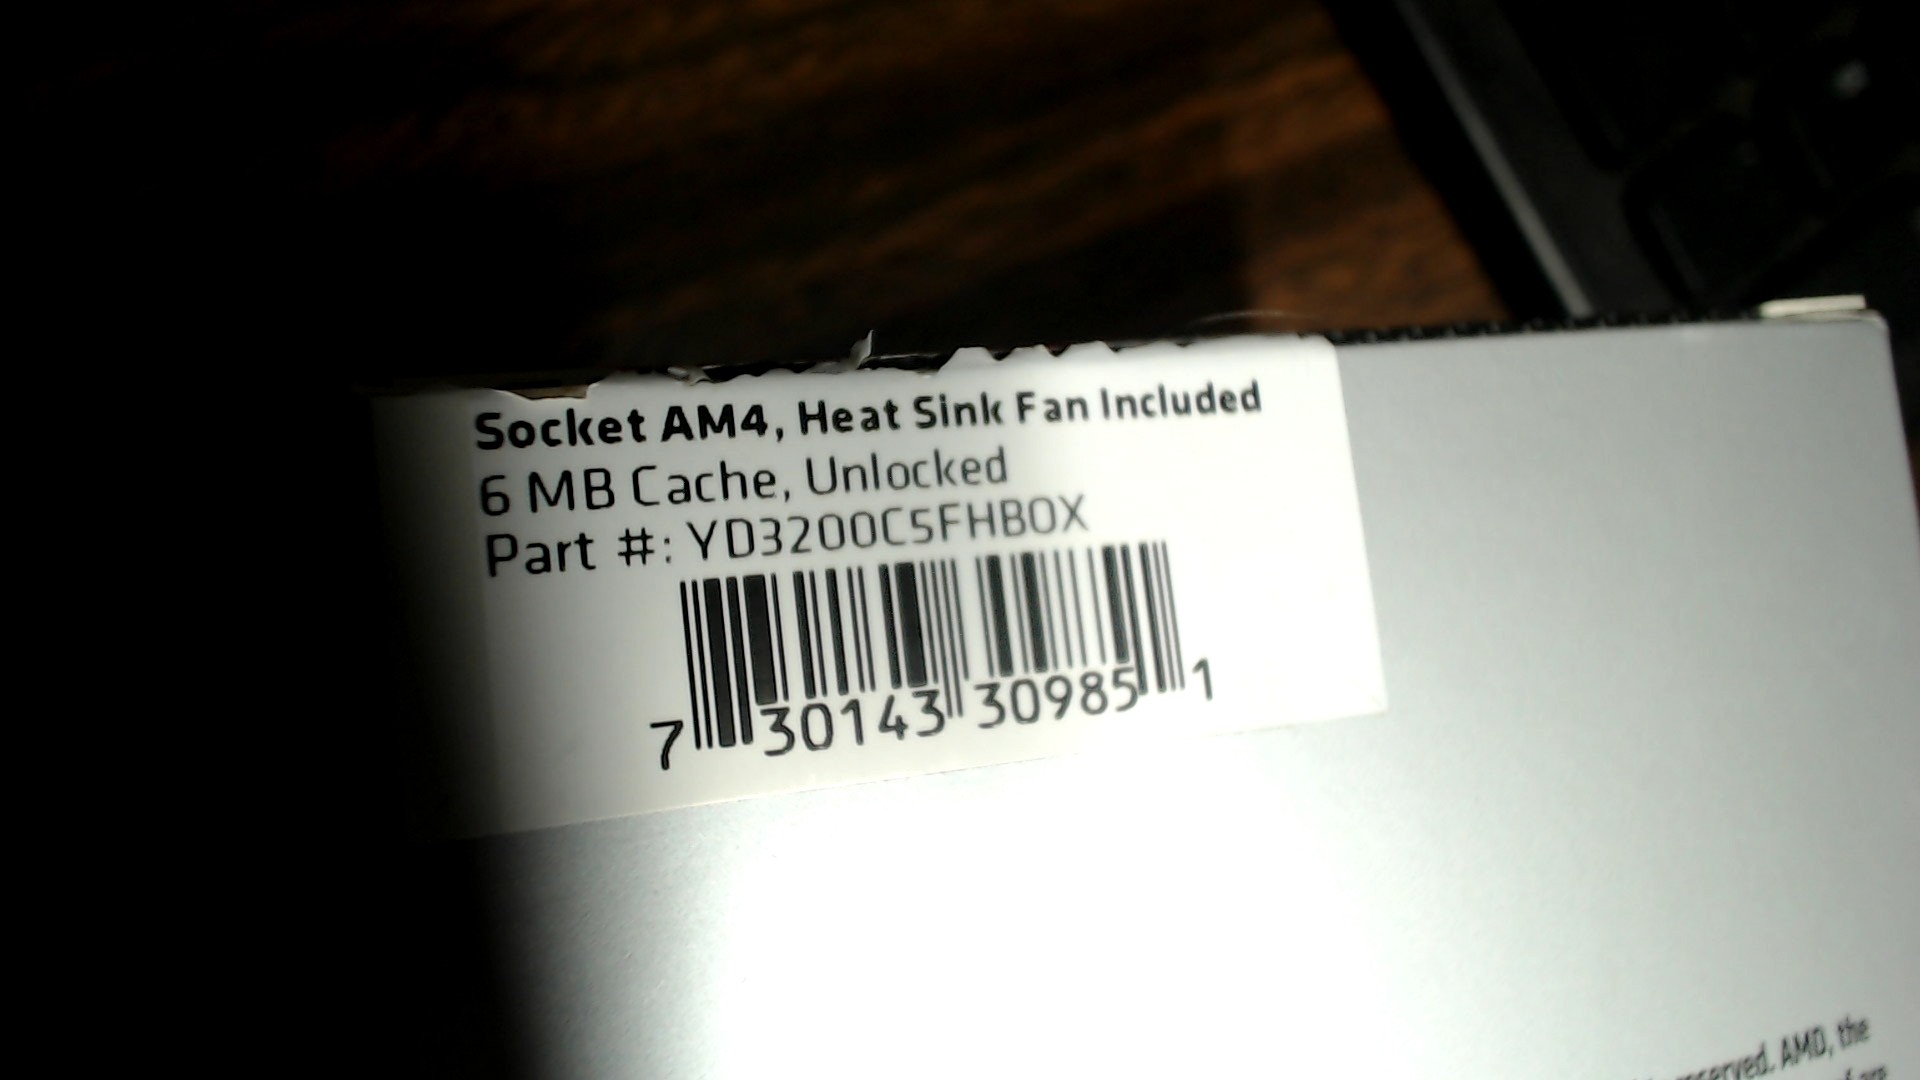 Socket AM4, Heat Sink Fan Included
6 MB Cache, Unlocked
Part #: YD3200C5FHBOX
7 30143 30985 1
reserved. AMD, the